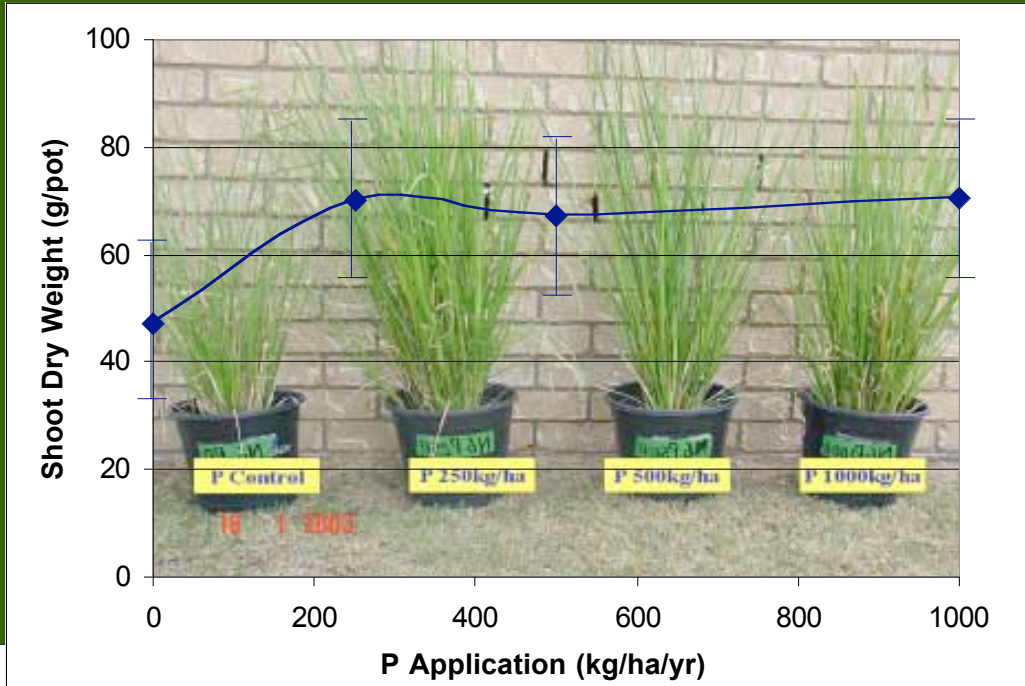 100
80
60
40
20
0
Shoot Dry Weight (g/pot)
P Control
P 250kg/ha
P 500kg/ha
P 1000kg/ha
0 200 400 600 800 1000
P Application (kg/ha/yr)